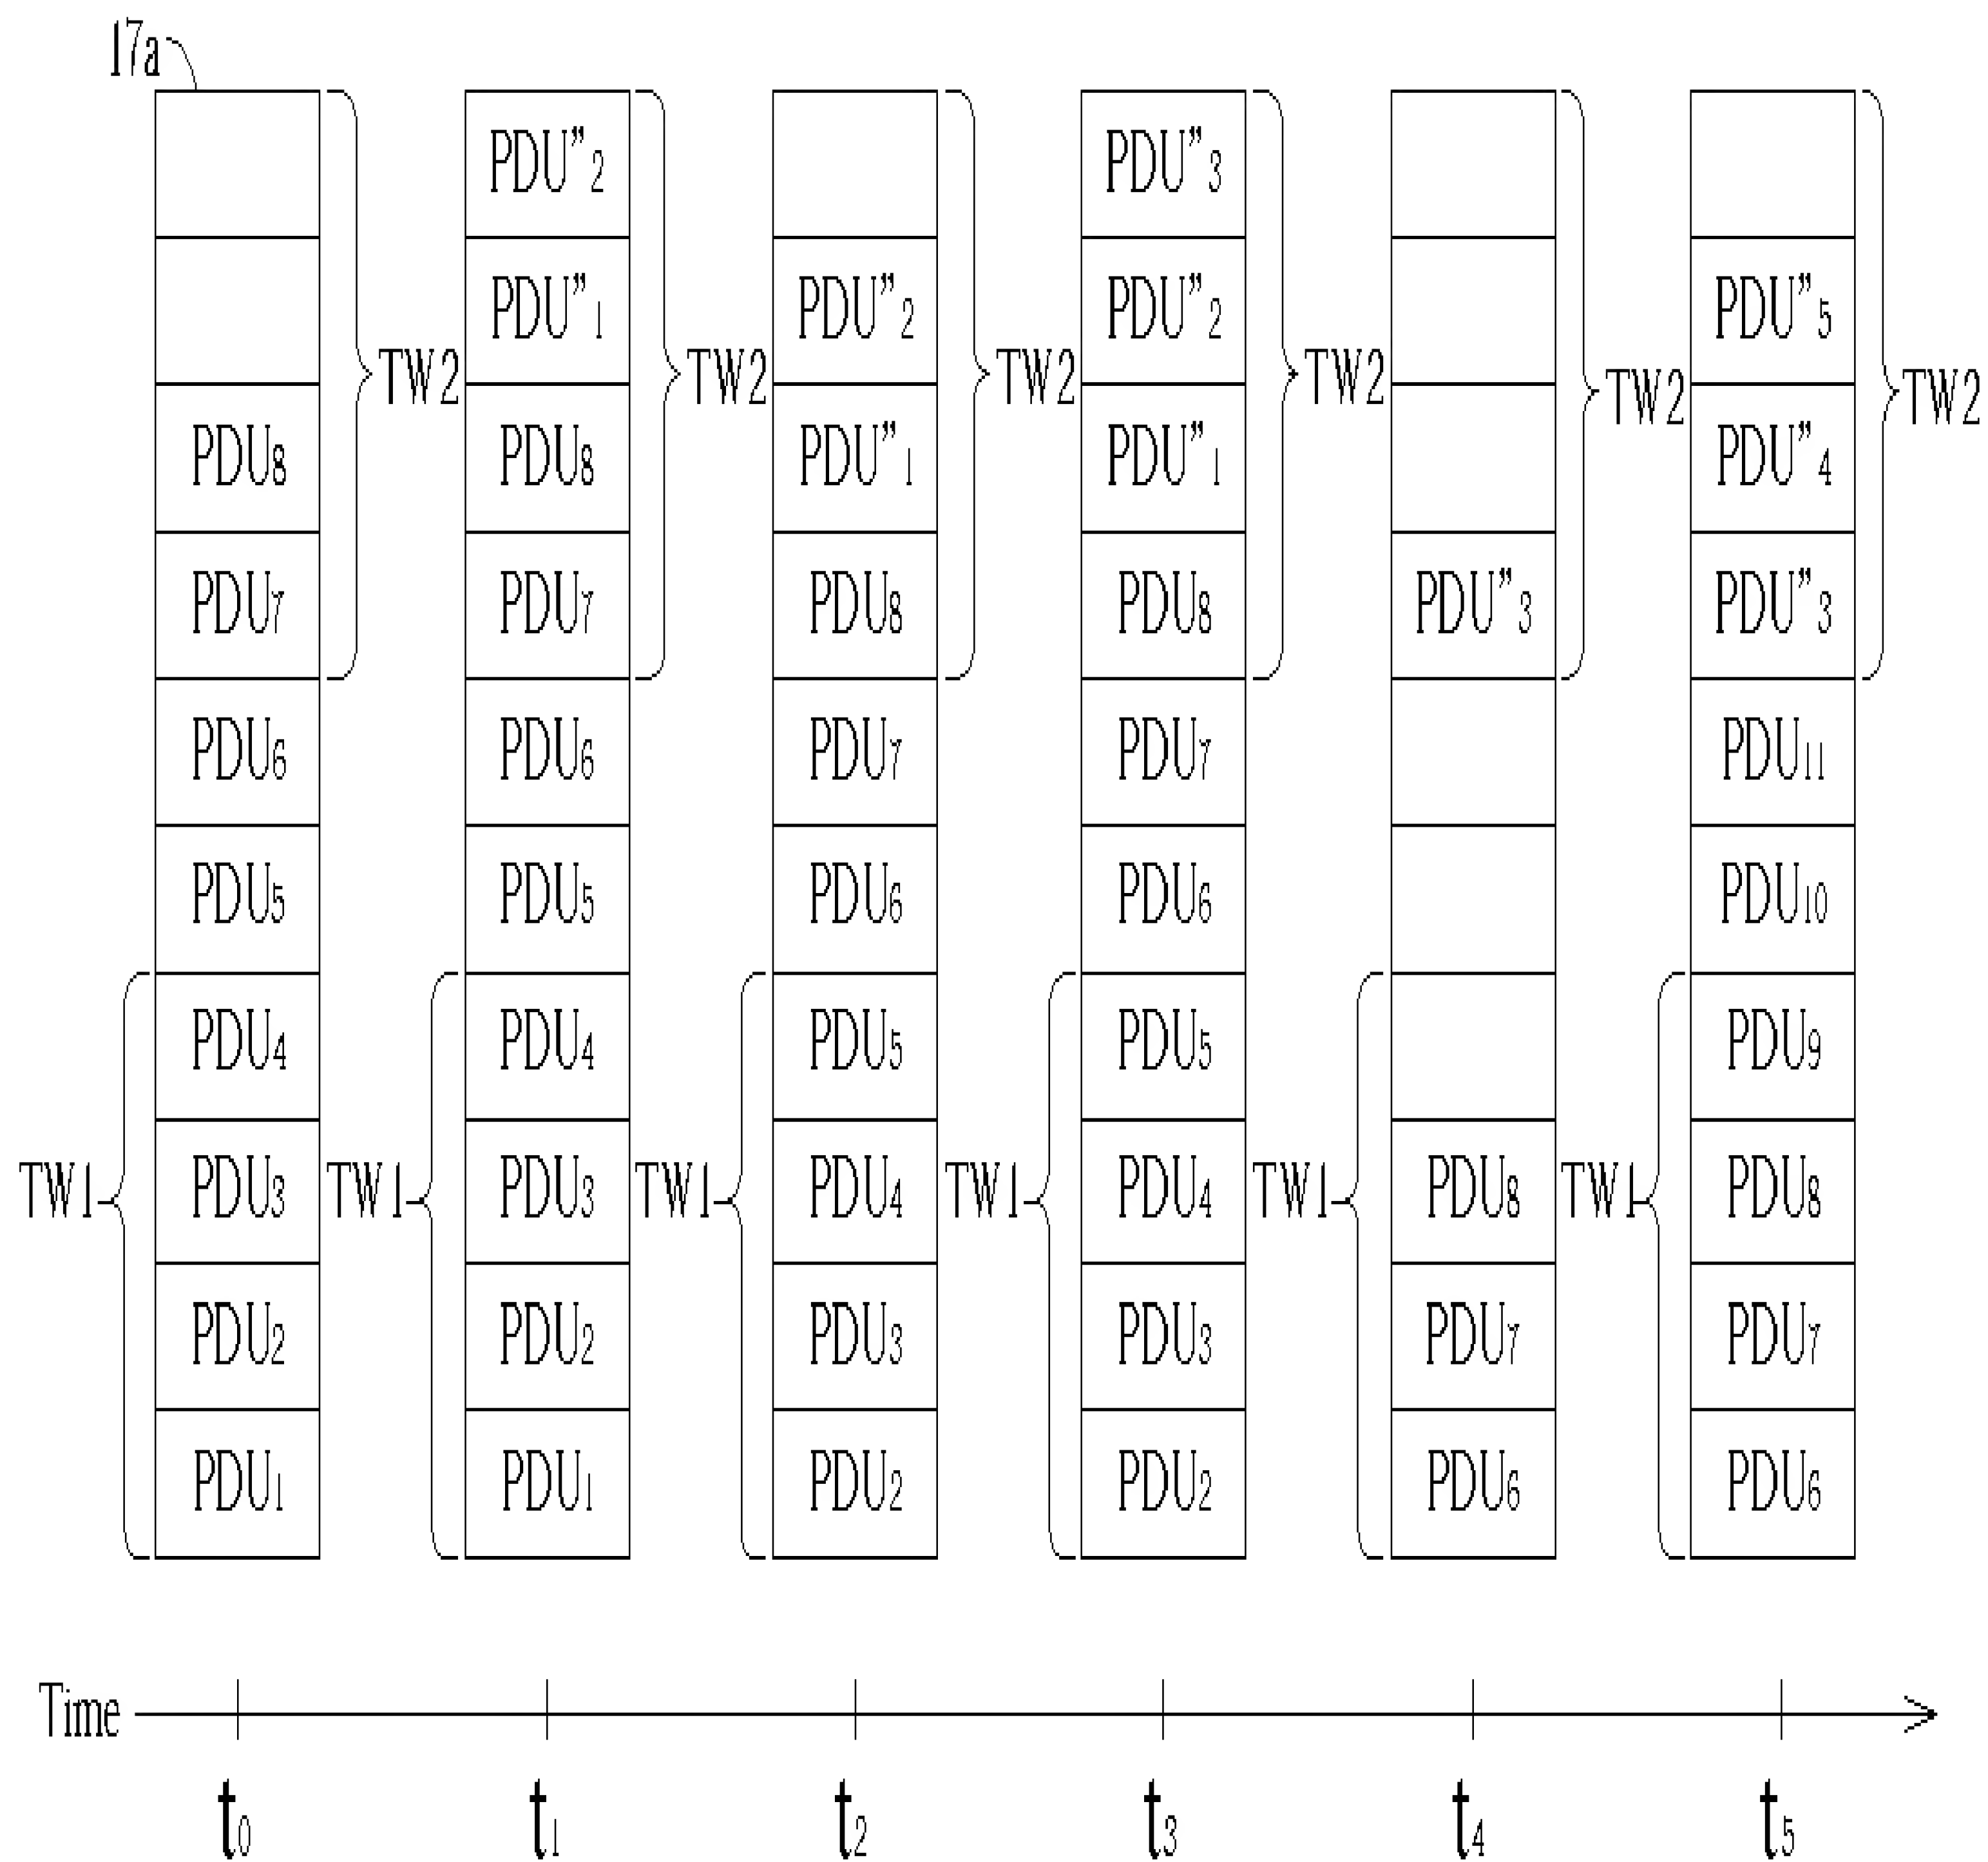 17a
PDU”2 PDU”3
PDU”1 PDU”2 PDU”2 PDU”5
TW2 TW2 TW2 TW2 TW2 TW2
PDU8 PDU8 PDU”1 PDU”1 PDU”4
PDU7 PDU7 PDU8 PDU8 PDU”3 PDU”3
PDU6 PDU6 PDU7 PDU7 PDU11
PDU5 PDU5 PDU6 PDU6 PDU10
PDU4 PDU4 PDU5 PDU5 PDU9
TW1 PDU3 TW1 PDU3 TW1 PDU4 TW1 PDU4 TW1 PDU8 TW1 PDU8
PDU2 PDU2 PDU3 PDU3 PDU7 PDU7
PDU1 PDU1 PDU2 PDU2 PDU6 PDU6
Time
t0 t1 t2 t3 t4 t5